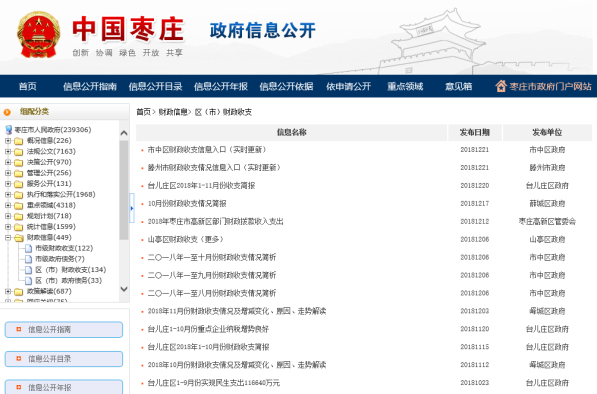 中国枣庄
政府信息公开
创新 协调 绿色 开放 共享
首页 信息公开指南 信息公开目录 信息公开年报 信息公开依据 依申请公开 重点领域 意见箱 枣庄市政府门户网站
组配分类
枣庄市人民政府(239306)
概况信息(226)
法规公文(7163)
决策公开(970)
管理公开(256)
服务公开(131)
执行和落实公开(1968)
重点领域(4318)
规划计划(718)
统计信息(1599)
财政信息(449)
市级财政收支(122)
市级政府债务(7)
区（市）财政收支(134)
区（市）政府债务(33)
政策解读(687)
信息公开指南
信息公开目录
信息公开年报
首页> 财政信息> 区（市）财政收支
信息名称 发布日期 发布单位
市中区财政收支信息入口（实时更新） 20181221 市中区政府
滕州市财政收支情况信息入口（实时更新） 20181221 滕州市政府
台儿庄区2018年1-11月份收支简报 20181220 台儿庄区政府
10月份财政收支情况简报 20181217 薛城区政府
2018年枣庄市高新区部门财政拨款收入支出 20181212 枣庄高新区管委会
山亭区财政收支（更多） 20181206 山亭区政府
二〇一八年一至十月份财政收支情况简析 20181206 市中区政府
二〇一八年一至九月份财政收支情况简析 20181206 市中区政府
二〇一八年一至八月份财政收支情况简析 20181206 市中区政府
2018年11月份财政收支情况及增减变化、原因、走势解读 20181203 峄城区政府
台儿庄1-10月份重点企业纳税增势良好 20181120 台儿庄区政府
台儿庄区2018年1-10月份收支简报 20181115 台儿庄区政府
2018年10月份财政收支情况及增减变化、原因、走势解读 20181112 峄城区政府
台儿庄区1-9月份实现民生支出116640万元 20181023 台儿庄区政府